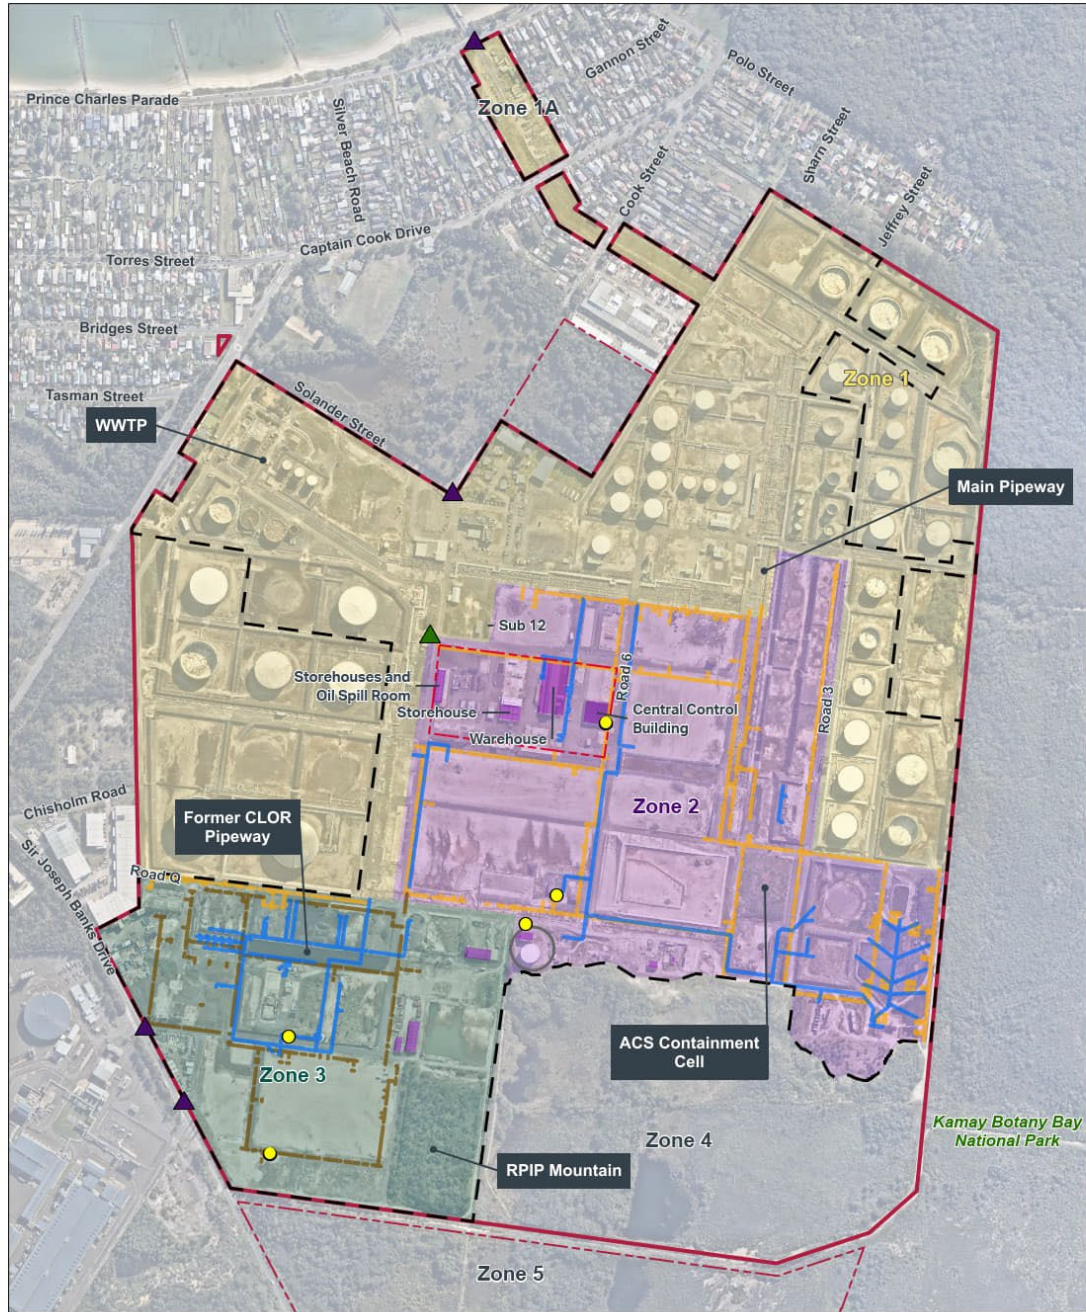 Gannon Street
Polo Street
Zone 1A
Prince Charles Parade
Silver Beach Road
Sharn Street
Cook Street
Jeffrey Street
Captain Cook Drive
Torres Street
Bridges Street
Zone 1
Tasman Street
Solander Street
WWTP
Main Pipeway
Sub 12
Road 6
Storehouses and
Oil Spill Room
Road 3
Storehouse
Central Control
Building
Warehouse
Chisholm Road
Zone 2
Former CLOR
Pipeway
Sir Joseph Banks Drive
Road Q
ACS Containment
Cell
Zone 3
Kamay Botany Bay
National Park
Zone 4
RPIP Mountain
Zone 5